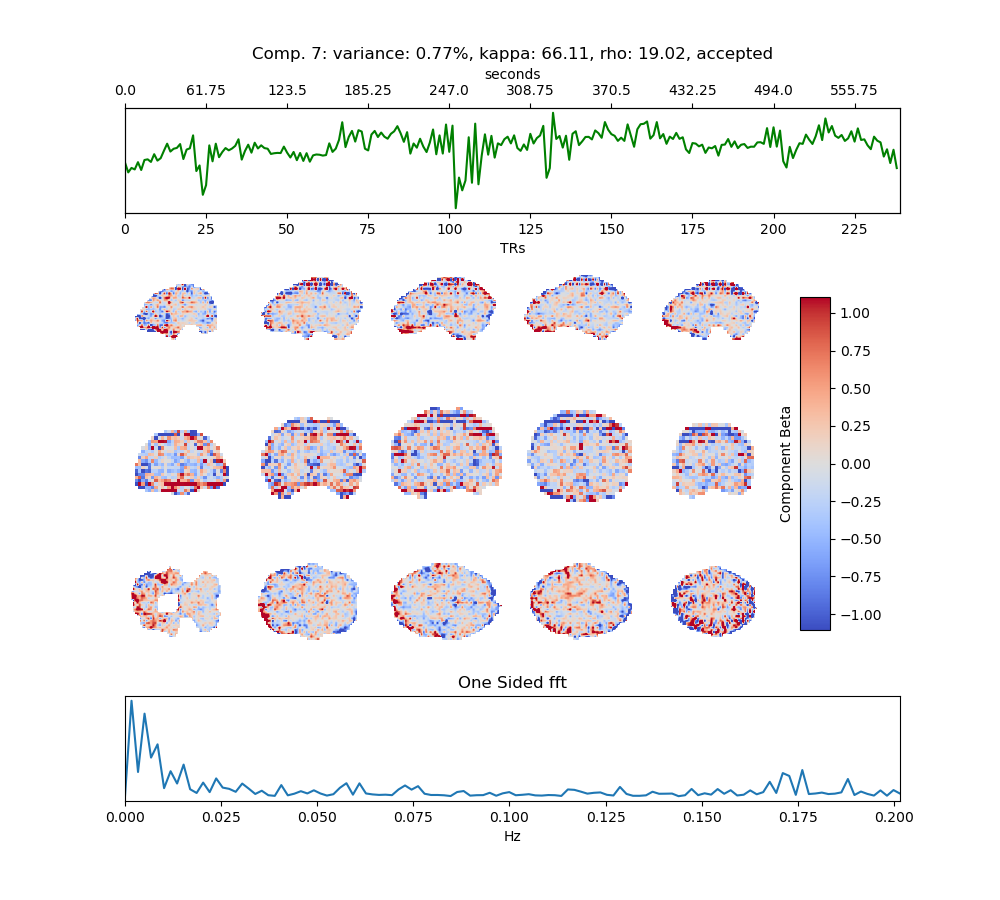 Comp. 7: variance: 0.77%, kappa: 66.11, rho: 19.02, accepted
seconds
0.0 61.75 123.5 185.25 247.0 308.75 370.5 432.25 494.0 555.75
0 25 50 75 100 125 150 175 200 225
TRs
1.00
0.75
0.50
0.25
0.00
−0.25
−0.50
−0.75
−1.00
Component Beta
One Sided fft
0.000 0.025 0.050 0.075 0.100 0.125 0.150 0.175 0.200
Hz